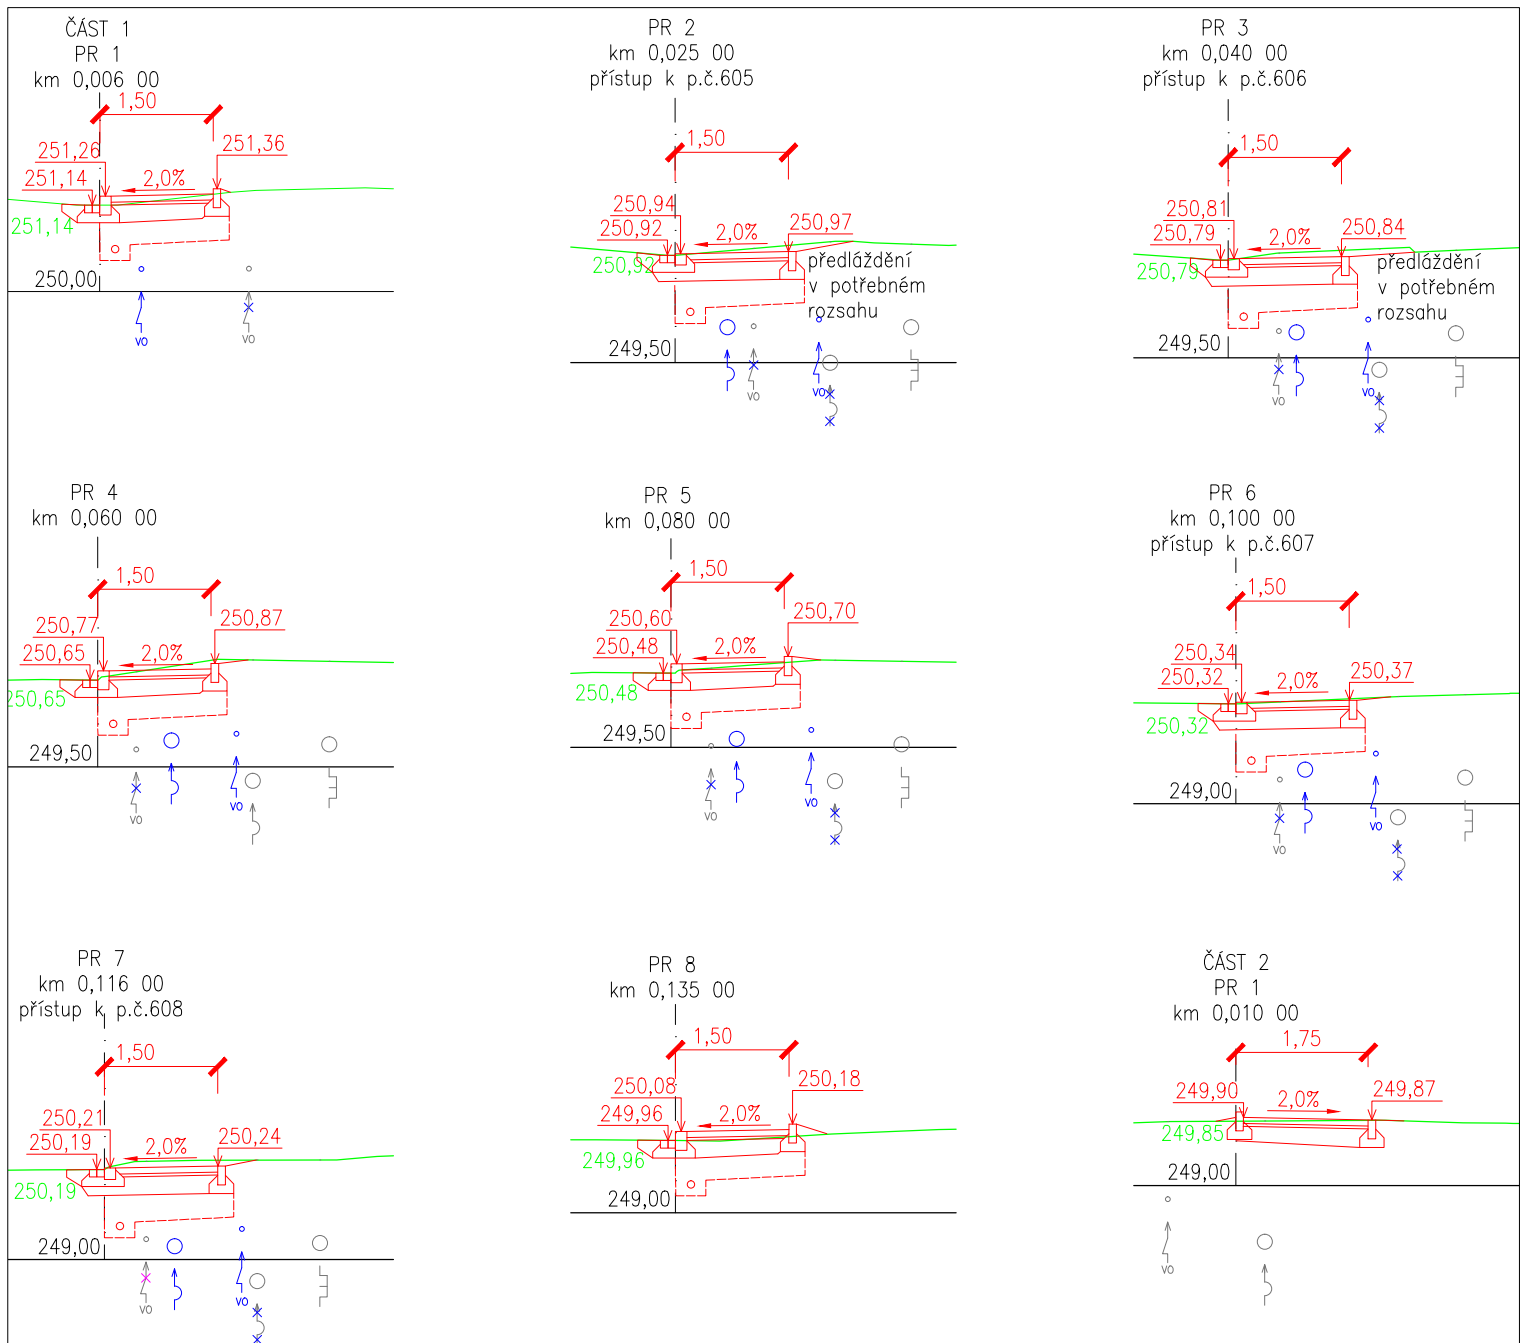 ČÁST 1
PR 1
km 0,006 00
1,50
251,26
251,36
251,14
2,0%
251,14
250,00
VO
VO
PR 2
km 0,025 00
přístup k p.č.605
1,50
250,94
250,92
2,0%
250,97
250,92
předláždění
v potřebném
rozsahu
249,50
VO
VO
PR 3
km 0,040 00
přístup k p.č.606
1,50
250,81
250,79
2,0%
250,84
250,79
předláždění
v potřebném
rozsahu
249,50
VO
VO
PR 4
km 0,060 00
1,50
250,77
250,87
250,65
2,0%
250,65
249,50
VO
VO
PR 5
km 0,080 00
1,50
250,60
250,70
250,48
2,0%
250,48
249,50
VO
VO
PR 6
km 0,100 00
přístup k p.č.607
1,50
250,34
250,32
2,0%
250,37
250,32
249,00
VO
VO
PR 7
km 0,116 00
přístup k p.č.608
1,50
250,21
250,19
2,0%
250,24
250,19
249,00
VO
VO
PR 8
km 0,135 00
1,50
250,08
250,18
249,96
2,0%
249,96
249,00
ČÁST 2
PR 1
km 0,010 00
1,75
249,90
2,0%
249,87
249,85
249,00
VO